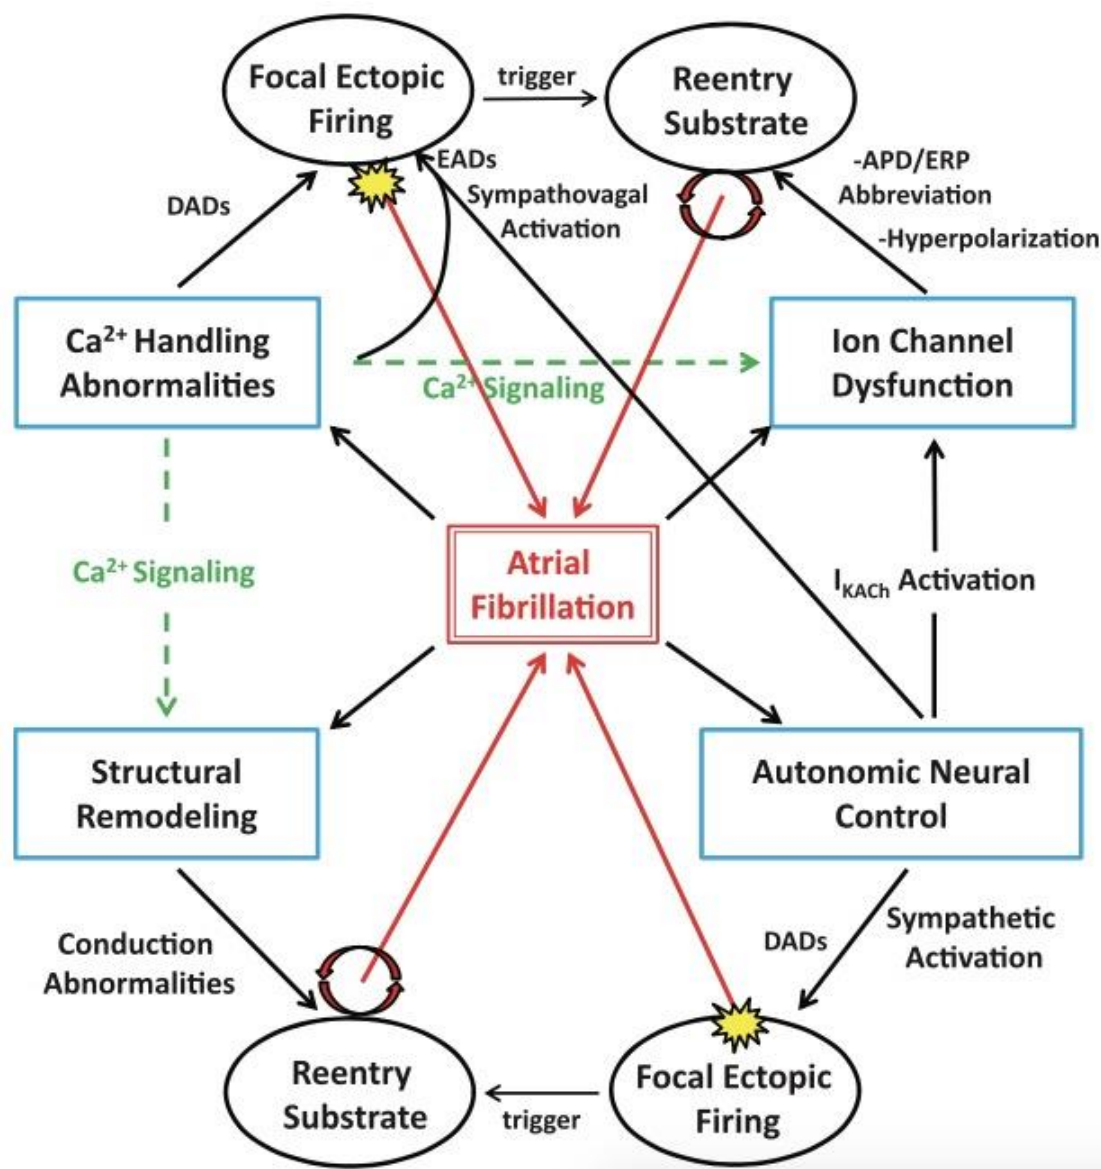 Focal Ectopic
Firing
trigger
Reentry
Substrate
DADs
EADs
Sympathovagal
Activation
-APD/ERP
Abbreviation
-Hyperpolarization
Ca²⁺ Handling
Abnormalities
Ca²⁺ Signaling
Ion Channel
Dysfunction
Atrial
Fibrillation
Ca²⁺ Signaling
I_KACh Activation
Structural
Remodeling
Autonomic Neural
Control
Conduction
Abnormalities
DADs
Sympathetic
Activation
Reentry
Substrate
trigger
Focal Ectopic
Firing